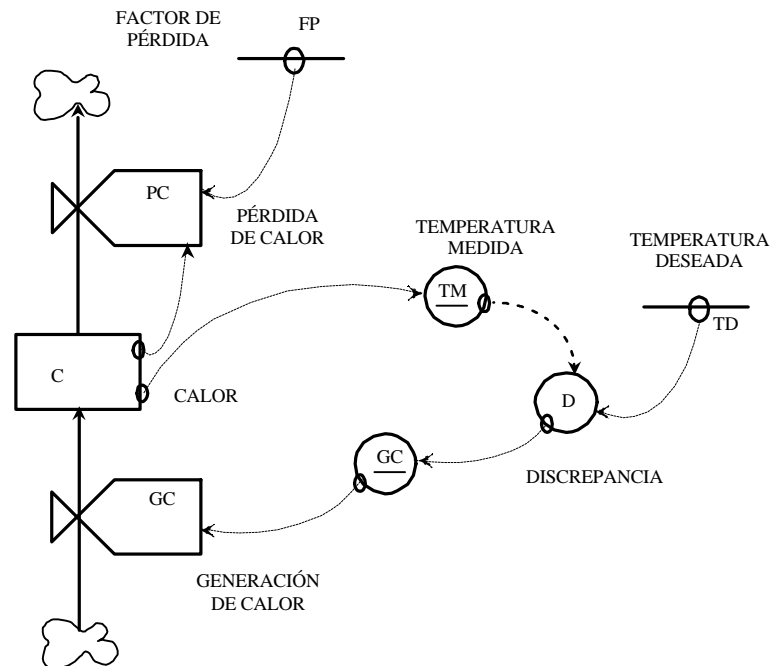 FACTOR DE
PÉRDIDA
FP
PC
PÉRDIDA
DE CALOR
TEMPERATURA
MEDIDA
TM
TEMPERATURA
DESEADA
TD
C
CALOR
D
DISCREPANCIA
GC
GC
GENERACIÓN
DE CALOR